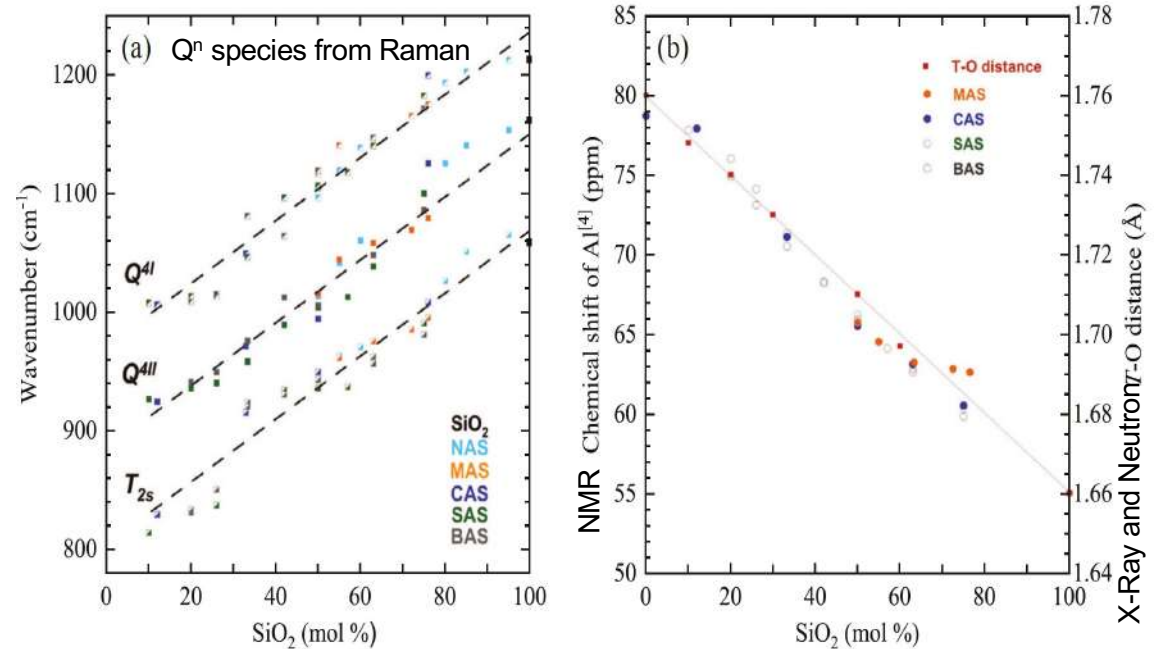 (a) Qⁿ species from Raman
Wavenumber (cm⁻¹)
1200
1100
1000
900
800
Q⁴ᴵ
Q⁴ᴵᴵ
T₂ₛ
SiO₂
NAS
MAS
CAS
SAS
BAS
0 20 40 60 80 100
SiO₂ (mol %)
(b)
NMR Chemical shift of Al[4] (ppm)
85
80
75
70
65
60
55
50
T-O distance
MAS
CAS
SAS
BAS
1.78
1.76
1.74
1.72
1.70
1.68
1.66
1.64
X-Ray and Neutron T-O distance (Å)
0 20 40 60 80 100
SiO₂ (mol %)